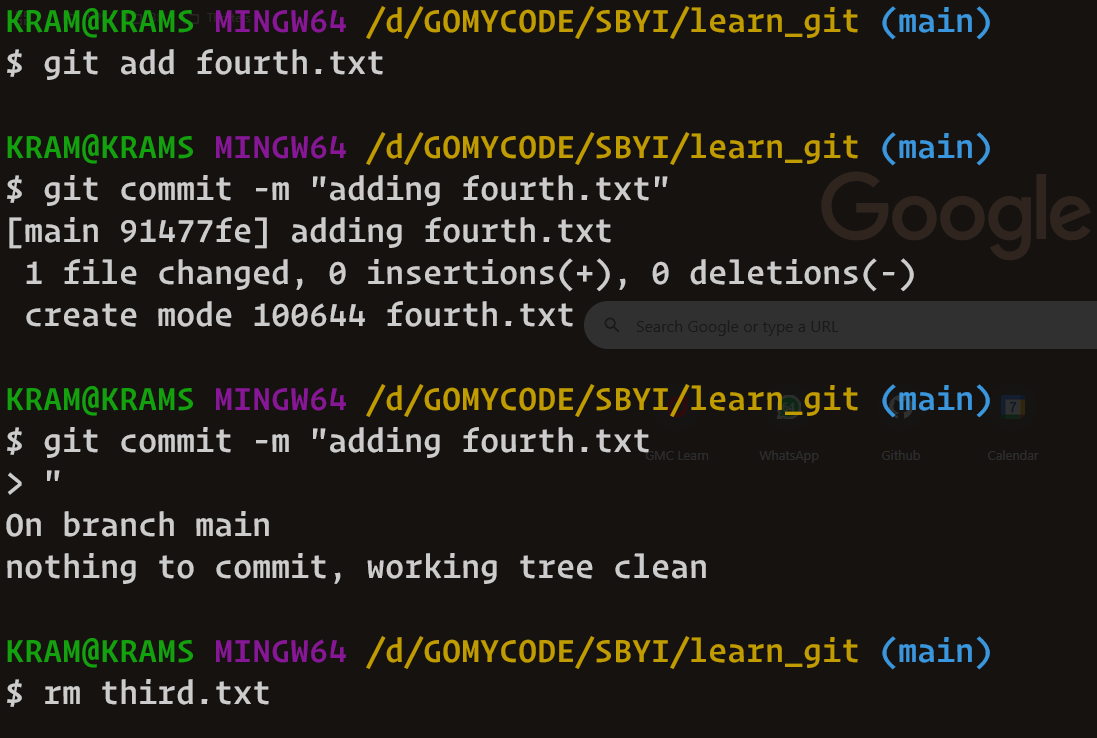 KRAM@KRAMS MINGW64 /d/GOMYCODE/SBYI/learn_git (main)
$ git add fourth.txt
KRAM@KRAMS MINGW64 /d/GOMYCODE/SBYI/learn_git (main)
$ git commit -m "adding fourth.txt"
[main 91477fe] adding fourth.txt
 1 file changed, 0 insertions(+), 0 deletions(-)
 create mode 100644 fourth.txt
Google
Search Google or type a URL
KRAM@KRAMS MINGW64 /d/GOMYCODE/SBYI/learn_git (main)
$ git commit -m "adding fourth.txt
GMC Learn
WhatsApp
Github
7
Calendar
> "
On branch main
nothing to commit, working tree clean
KRAM@KRAMS MINGW64 /d/GOMYCODE/SBYI/learn_git (main)
$ rm third.txt